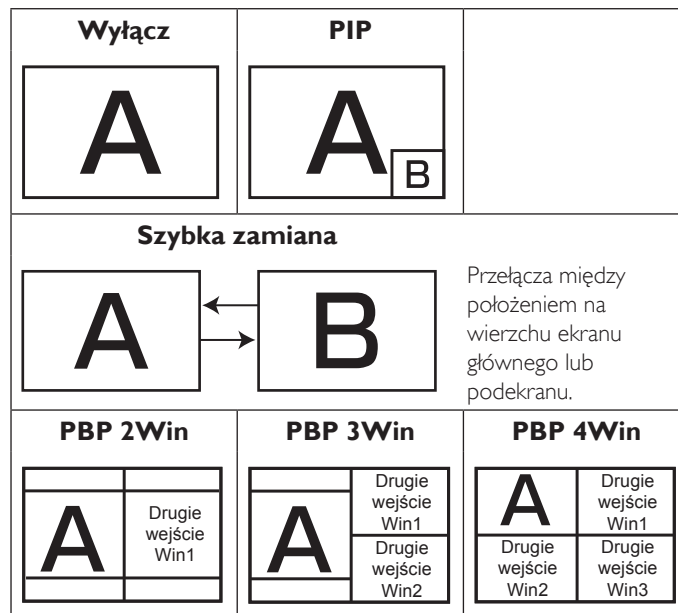 Wyłącz
PIP
A
A
B
Szybka zamiana
A
B
Przełącza między
położeniem na
wierzchu ekranu
głównego lub
podekranu.
PBP 2Win
PBP 3Win
PBP 4Win
A
Drugie
wejście
Win1
A
Drugie
wejście
Win1
Drugie
wejście
Win2
A
Drugie
wejście
Win1
Drugie
wejście
Win2
Drugie
wejście
Win3